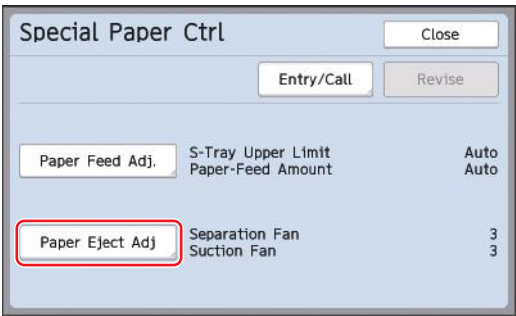 Special Paper Ctrl Close
Entry/Call Revise
Paper Feed Adj. S-Tray Upper Limit Auto
Paper-Feed Amount Auto
Paper Eject Adj Separation Fan 3
Suction Fan 3